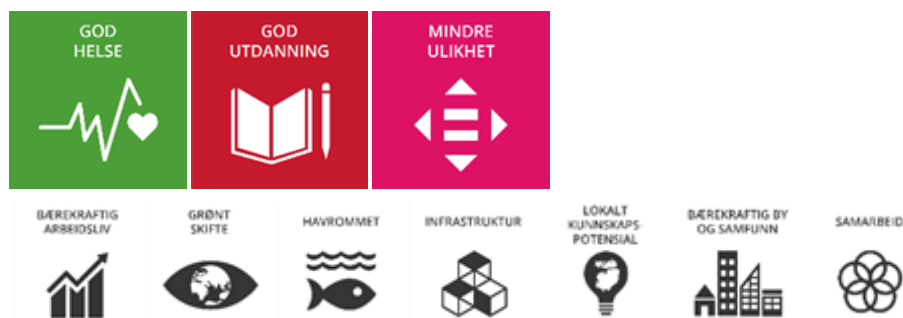 GOD
HELSE
GOD
UTDANNING
MINDRE
ULIKHET
BÆREKRAFTIG
ARBEIDSLIV
GRØNT
SKIFTE
HAVROMMET
INFRASTRUKTUR
LOKALT
KUNNSKAPS-
POTENSIAL
BÆREKRAFTIG BY
OG SAMFUNN
SAMARBEID